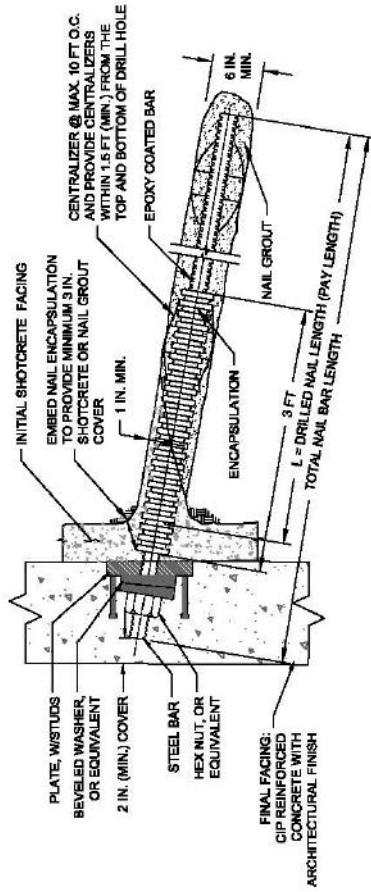 INITIAL SHOTCRETE FACING
EMBED NAIL ENCAPSULATION
TO PROVIDE MINIMUM 3 IN.
SHOTCRETE OR NAIL GROUT
COVER
1 IN. MIN.
CENTRALIZER @ MAX. 10 FT O.C.
AND PROVIDE CENTRALIZERS
WITHIN 1.5 FT (MIN.) FROM THE
TOP AND BOTTOM OF DRILL HOLE
EPOXY COATED BAR
6 IN.
MIN.
PLATE, W/STUDS
BEVELED WASHER,
OR EQUIVALENT
2 IN. (MIN.) COVER
STEEL BAR
HEX NUT, OR
EQUIVALENT
FINAL FACING:
CIP REINFORCED
CONCRETE WITH
ARCHITECTURAL FINISH
ENCAPSULATION
NAIL GROUT
3 FT
L = DRILLED NAIL LENGTH (PAY LENGTH)
TOTAL NAIL BAR LENGTH